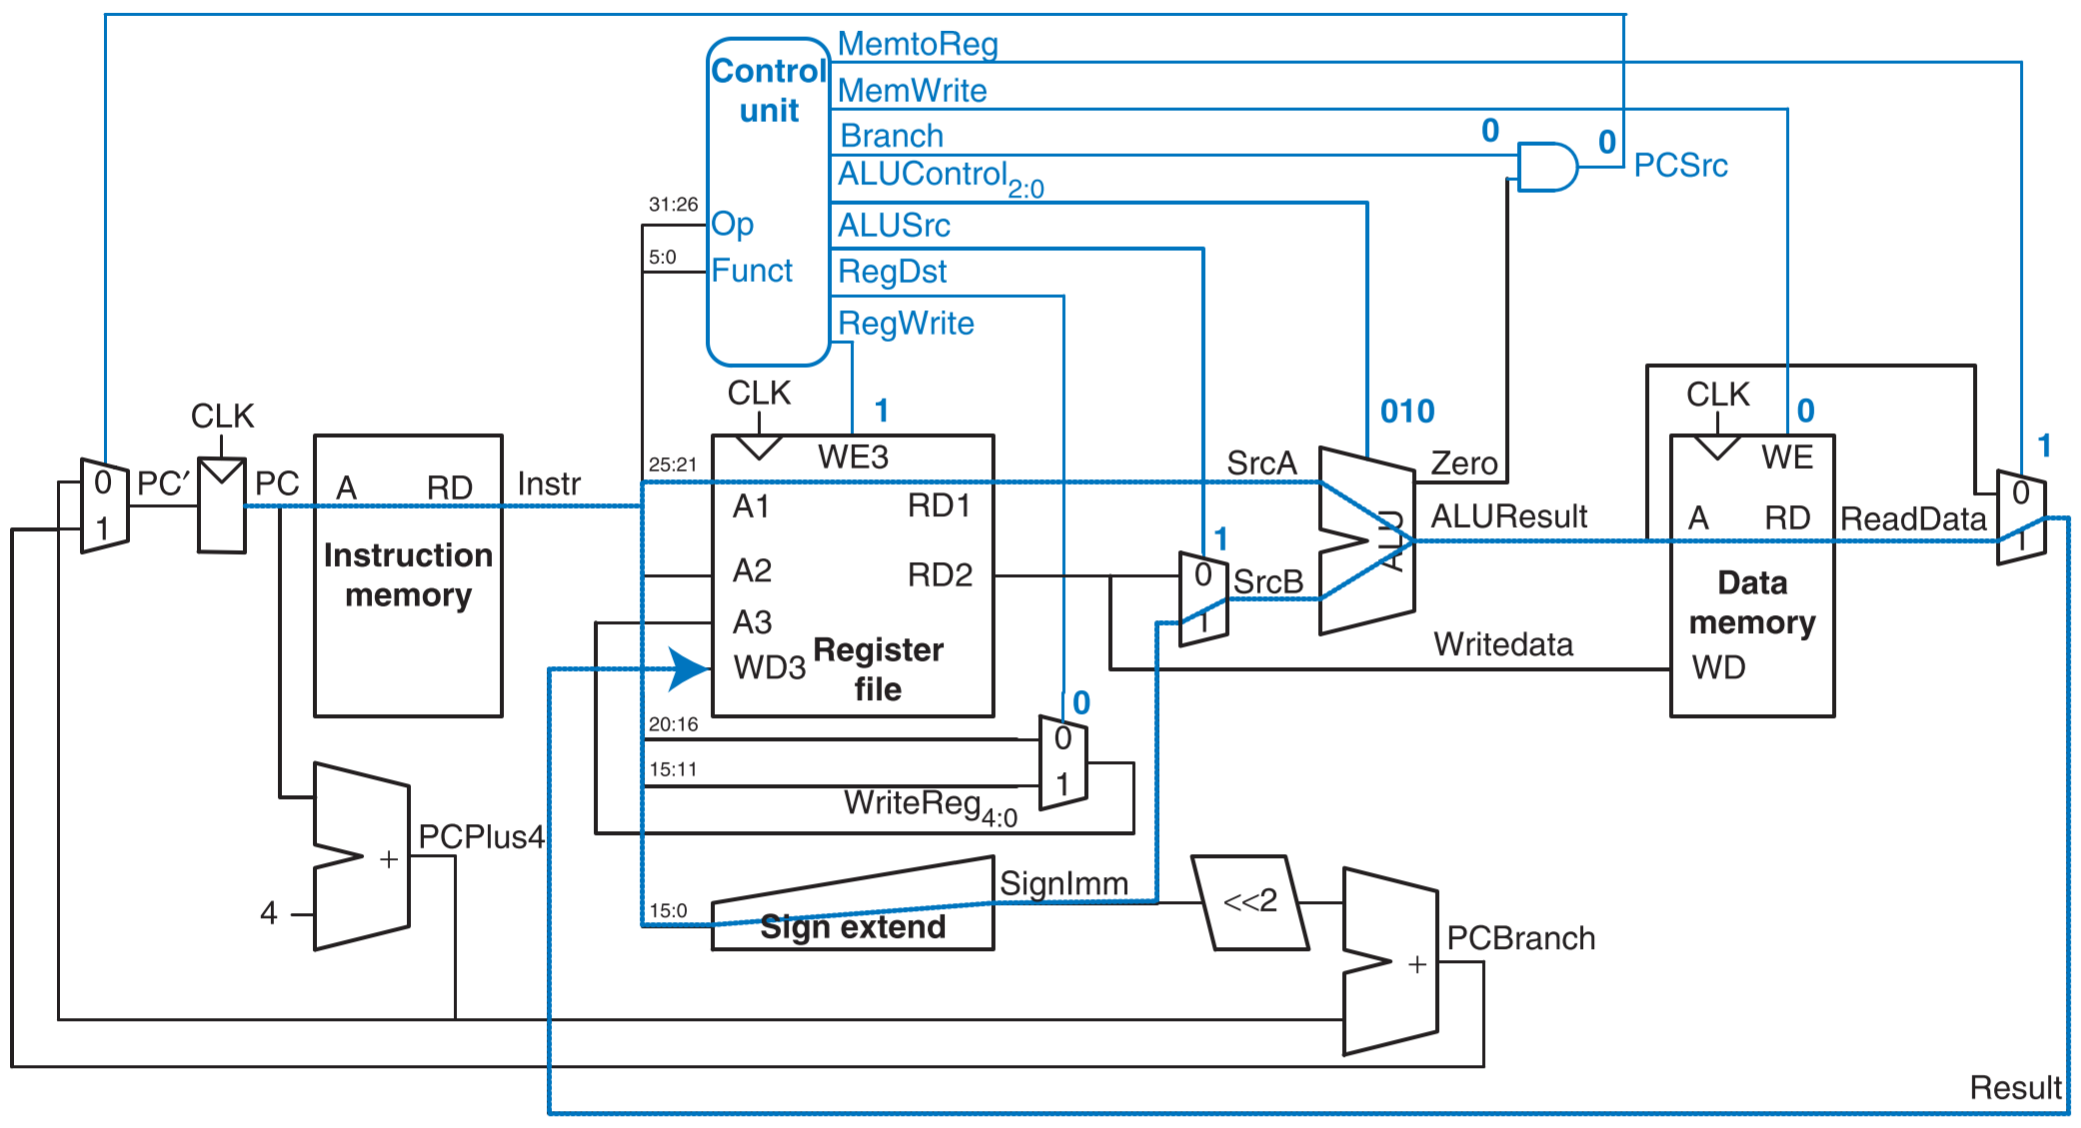 MemtoReg
Control
unit
MemWrite
Branch
0
0
PCSrc
ALUControl2:0
31:26
Op
ALUSrc
5:0
Funct
RegDst
RegWrite
CLK
CLK
1
010
CLK
0
1
0
PC′
PC
A
RD
Instr
25:21
WE3
SrcA
Zero
WE
0
1
A1
RD1
ALU
ALUResult
A
RD
ReadData
1
Instruction
memory
A2
RD2
1
0
SrcB
1
Data
memory
A3
WD3
Register
file
Writedata
WD
20:16
0
0
15:11
1
WriteReg4:0
PCPlus4
+
4
15:0
Sign extend
SignImm
<<2
+
PCBranch
Result